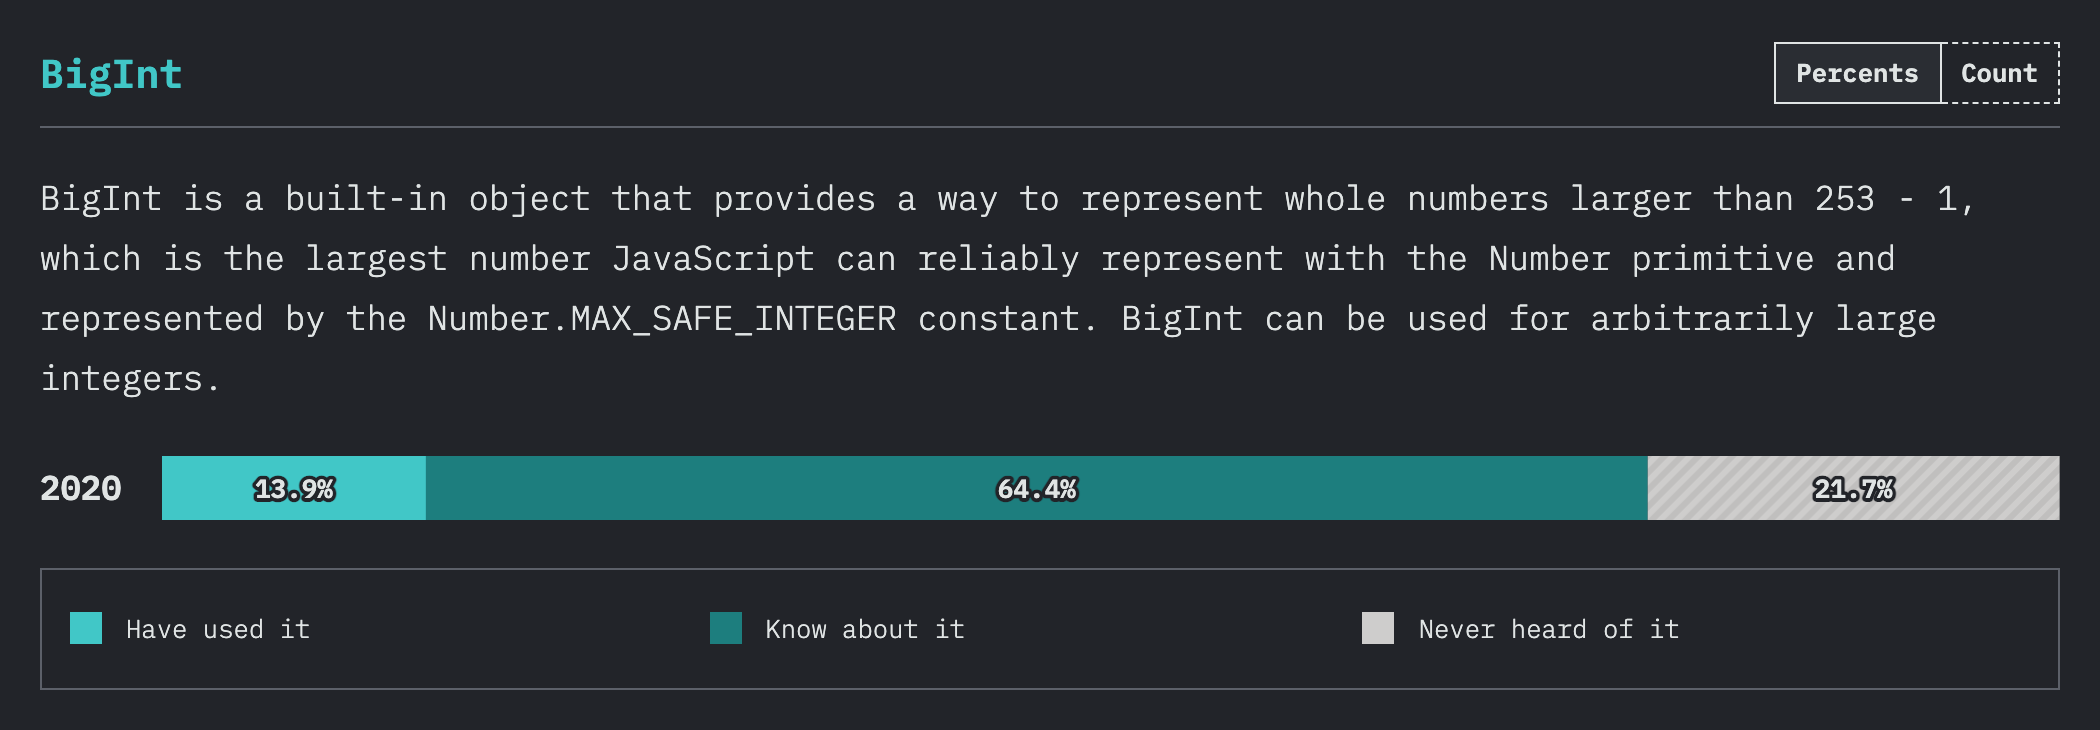 BigInt
Percents Count
BigInt is a built-in object that provides a way to represent whole numbers larger than 253 - 1,
which is the largest number JavaScript can reliably represent with the Number primitive and
represented by the Number.MAX_SAFE_INTEGER constant. BigInt can be used for arbitrarily large
integers.
2020 13.9% 64.4% 21.7%
Have used it Know about it Never heard of it